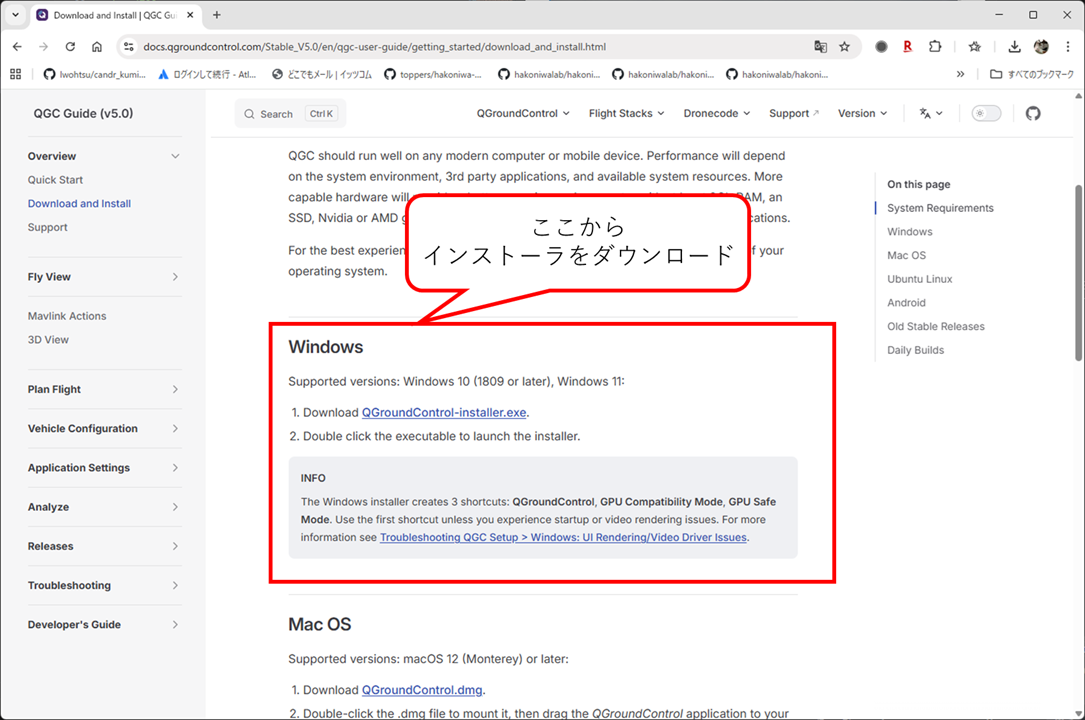 Download and Install | QGC Gui
docs.qgroundcontrol.com/Stable_V5.0/en/qgc-user-guide/getting_started/download_and_install.html
lwohtsu/candr_kumi...
ログインして続行 - Atl...
どこでもメール | イッツコム
toppers/hakoniwa-...
hakoniwalab/hakoni...
hakoniwalab/hakoni...
hakoniwalab/hakoni...
»
すべてのブックマーク
QGC Guide (v5.0)
Search
Ctrl K
QGroundControl
Flight Stacks
Dronecode
Support
Version
Overview
Quick Start
Download and Install
Support
Fly View
Mavlink Actions
3D View
Plan Flight
Vehicle Configuration
Application Settings
Analyze
Releases
Troubleshooting
Developer's Guide
QGC should run well on any modern computer or mobile device. Performance will depend
on the system environment, 3rd party applications, and available system resources. More
capable hardware will
RAM, an
SSD, Nvidia or AMD
For the best experien
of your
operating system.
ここから
インストーラをダウンロード
Windows
Supported versions: Windows 10 (1809 or later), Windows 11:
1. Download QGroundControl-installer.exe.
2. Double click the executable to launch the installer.
INFO
The Windows installer creates 3 shortcuts: QGroundControl, GPU Compatibility Mode, GPU Safe
Mode. Use the first shortcut unless you experience startup or video rendering issues. For more
information see Troubleshooting QGC Setup > Windows: UI Rendering/Video Driver Issues.
Mac OS
Supported versions: macOS 12 (Monterey) or later:
1. Download QGroundControl.dmg.
2. Double-click the .dmg file to mount it, then drag the QGroundControl application to your
On this page
System Requirements
Windows
Mac OS
Ubuntu Linux
Android
Old Stable Releases
Daily Builds